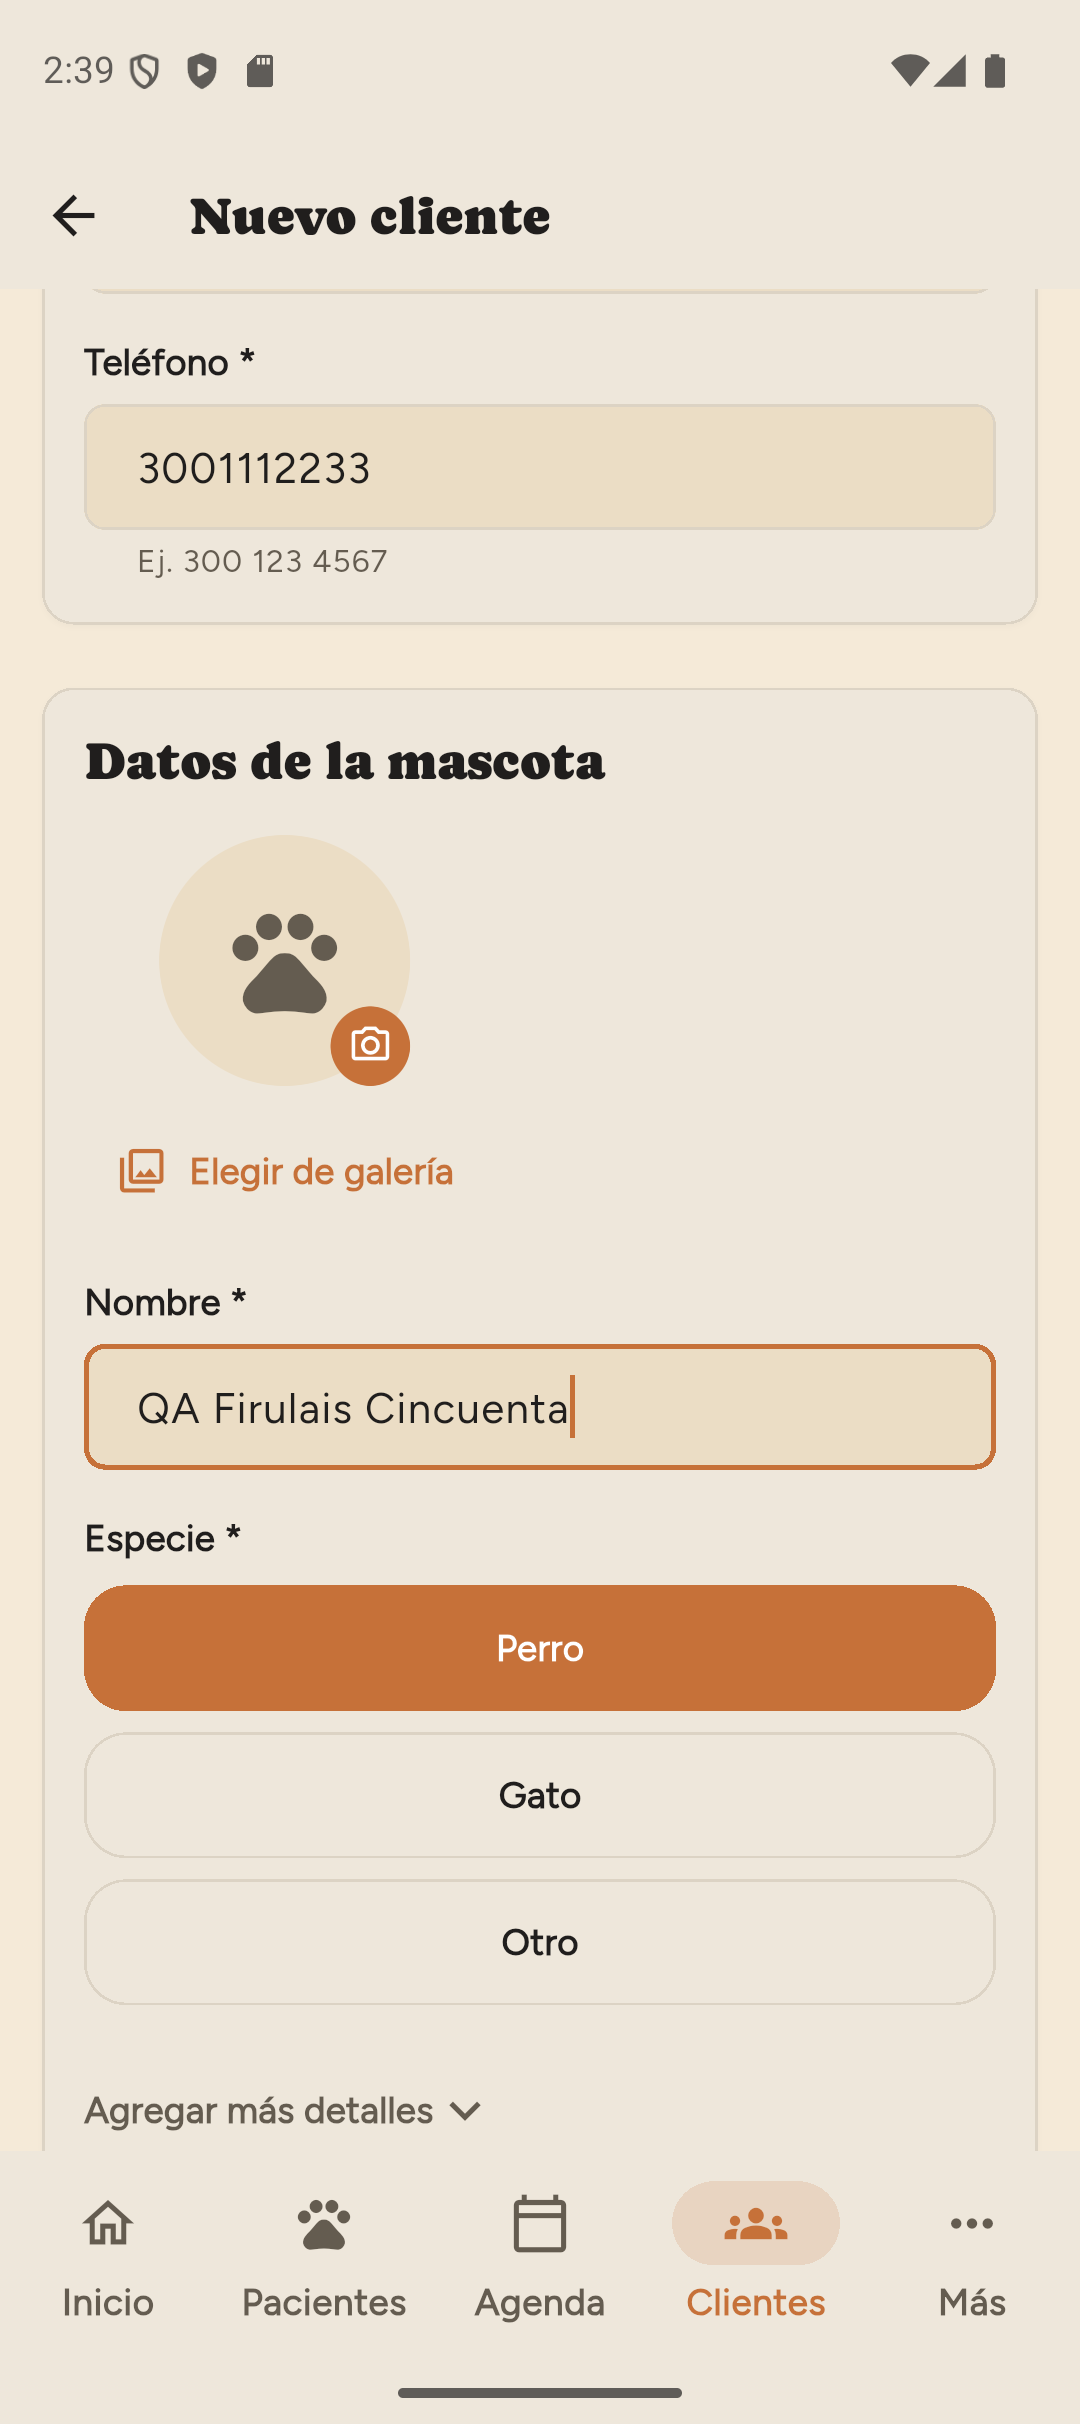 2:39
Nuevo cliente
Teléfono *
3001112233
Ej. 300 123 4567
Datos de la mascota
Elegir de galería
Nombre *
QA Firulais Cincuenta
Especie *
Perro
Gato
Otro
Agregar más detalles
Inicio
Pacientes
Agenda
Clientes
Más